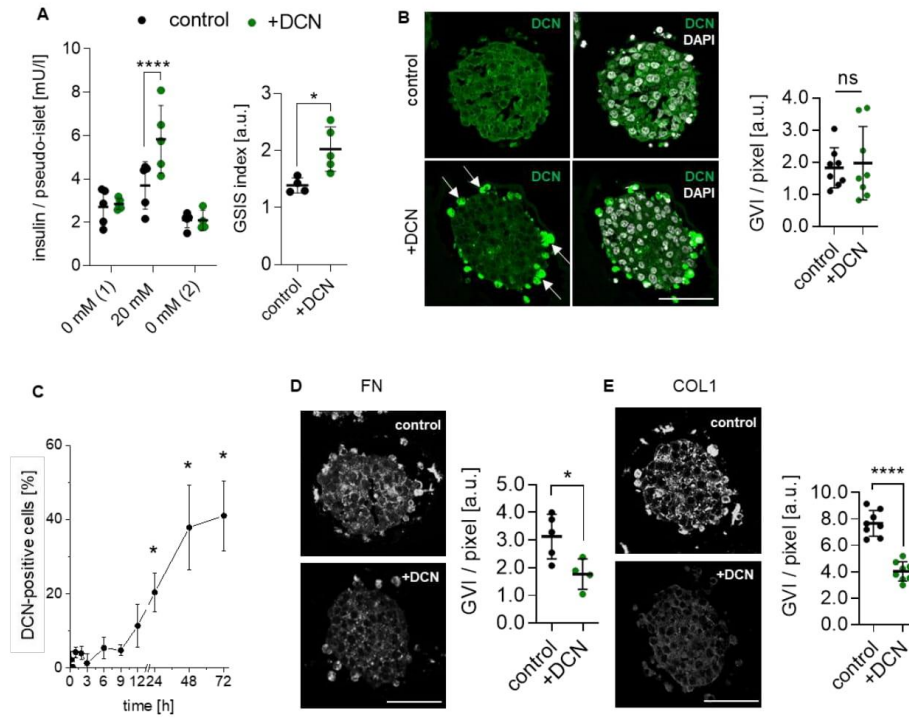 A
control
+DCN
insulin / pseudo-islet [mU/l]
10
8
6
4
2
0
****
0 mM (1)
20 mM
0 mM (2)
GSIS index [a.u.]
3
2
1
0
*
control
+DCN
B
control
+DCN
DCN
DCN
DAPI
DCN
DCN
DAPI
GVI / pixel [a.u.]
4.0
3.0
2.0
1.0
0.0
ns
control
+DCN
C
DCN-positive cells [%]
60
40
20
0
*
*
*
0 3 6 9 12 24 48 72
time [h]
D
FN
control
+DCN
GVI / pixel [a.u.]
5.0
4.0
3.0
2.0
1.0
0.0
*
control
+DCN
E
COL1
control
+DCN
GVI / pixel [a.u.]
10.0
8.0
6.0
4.0
2.0
0.0
****
control
+DCN